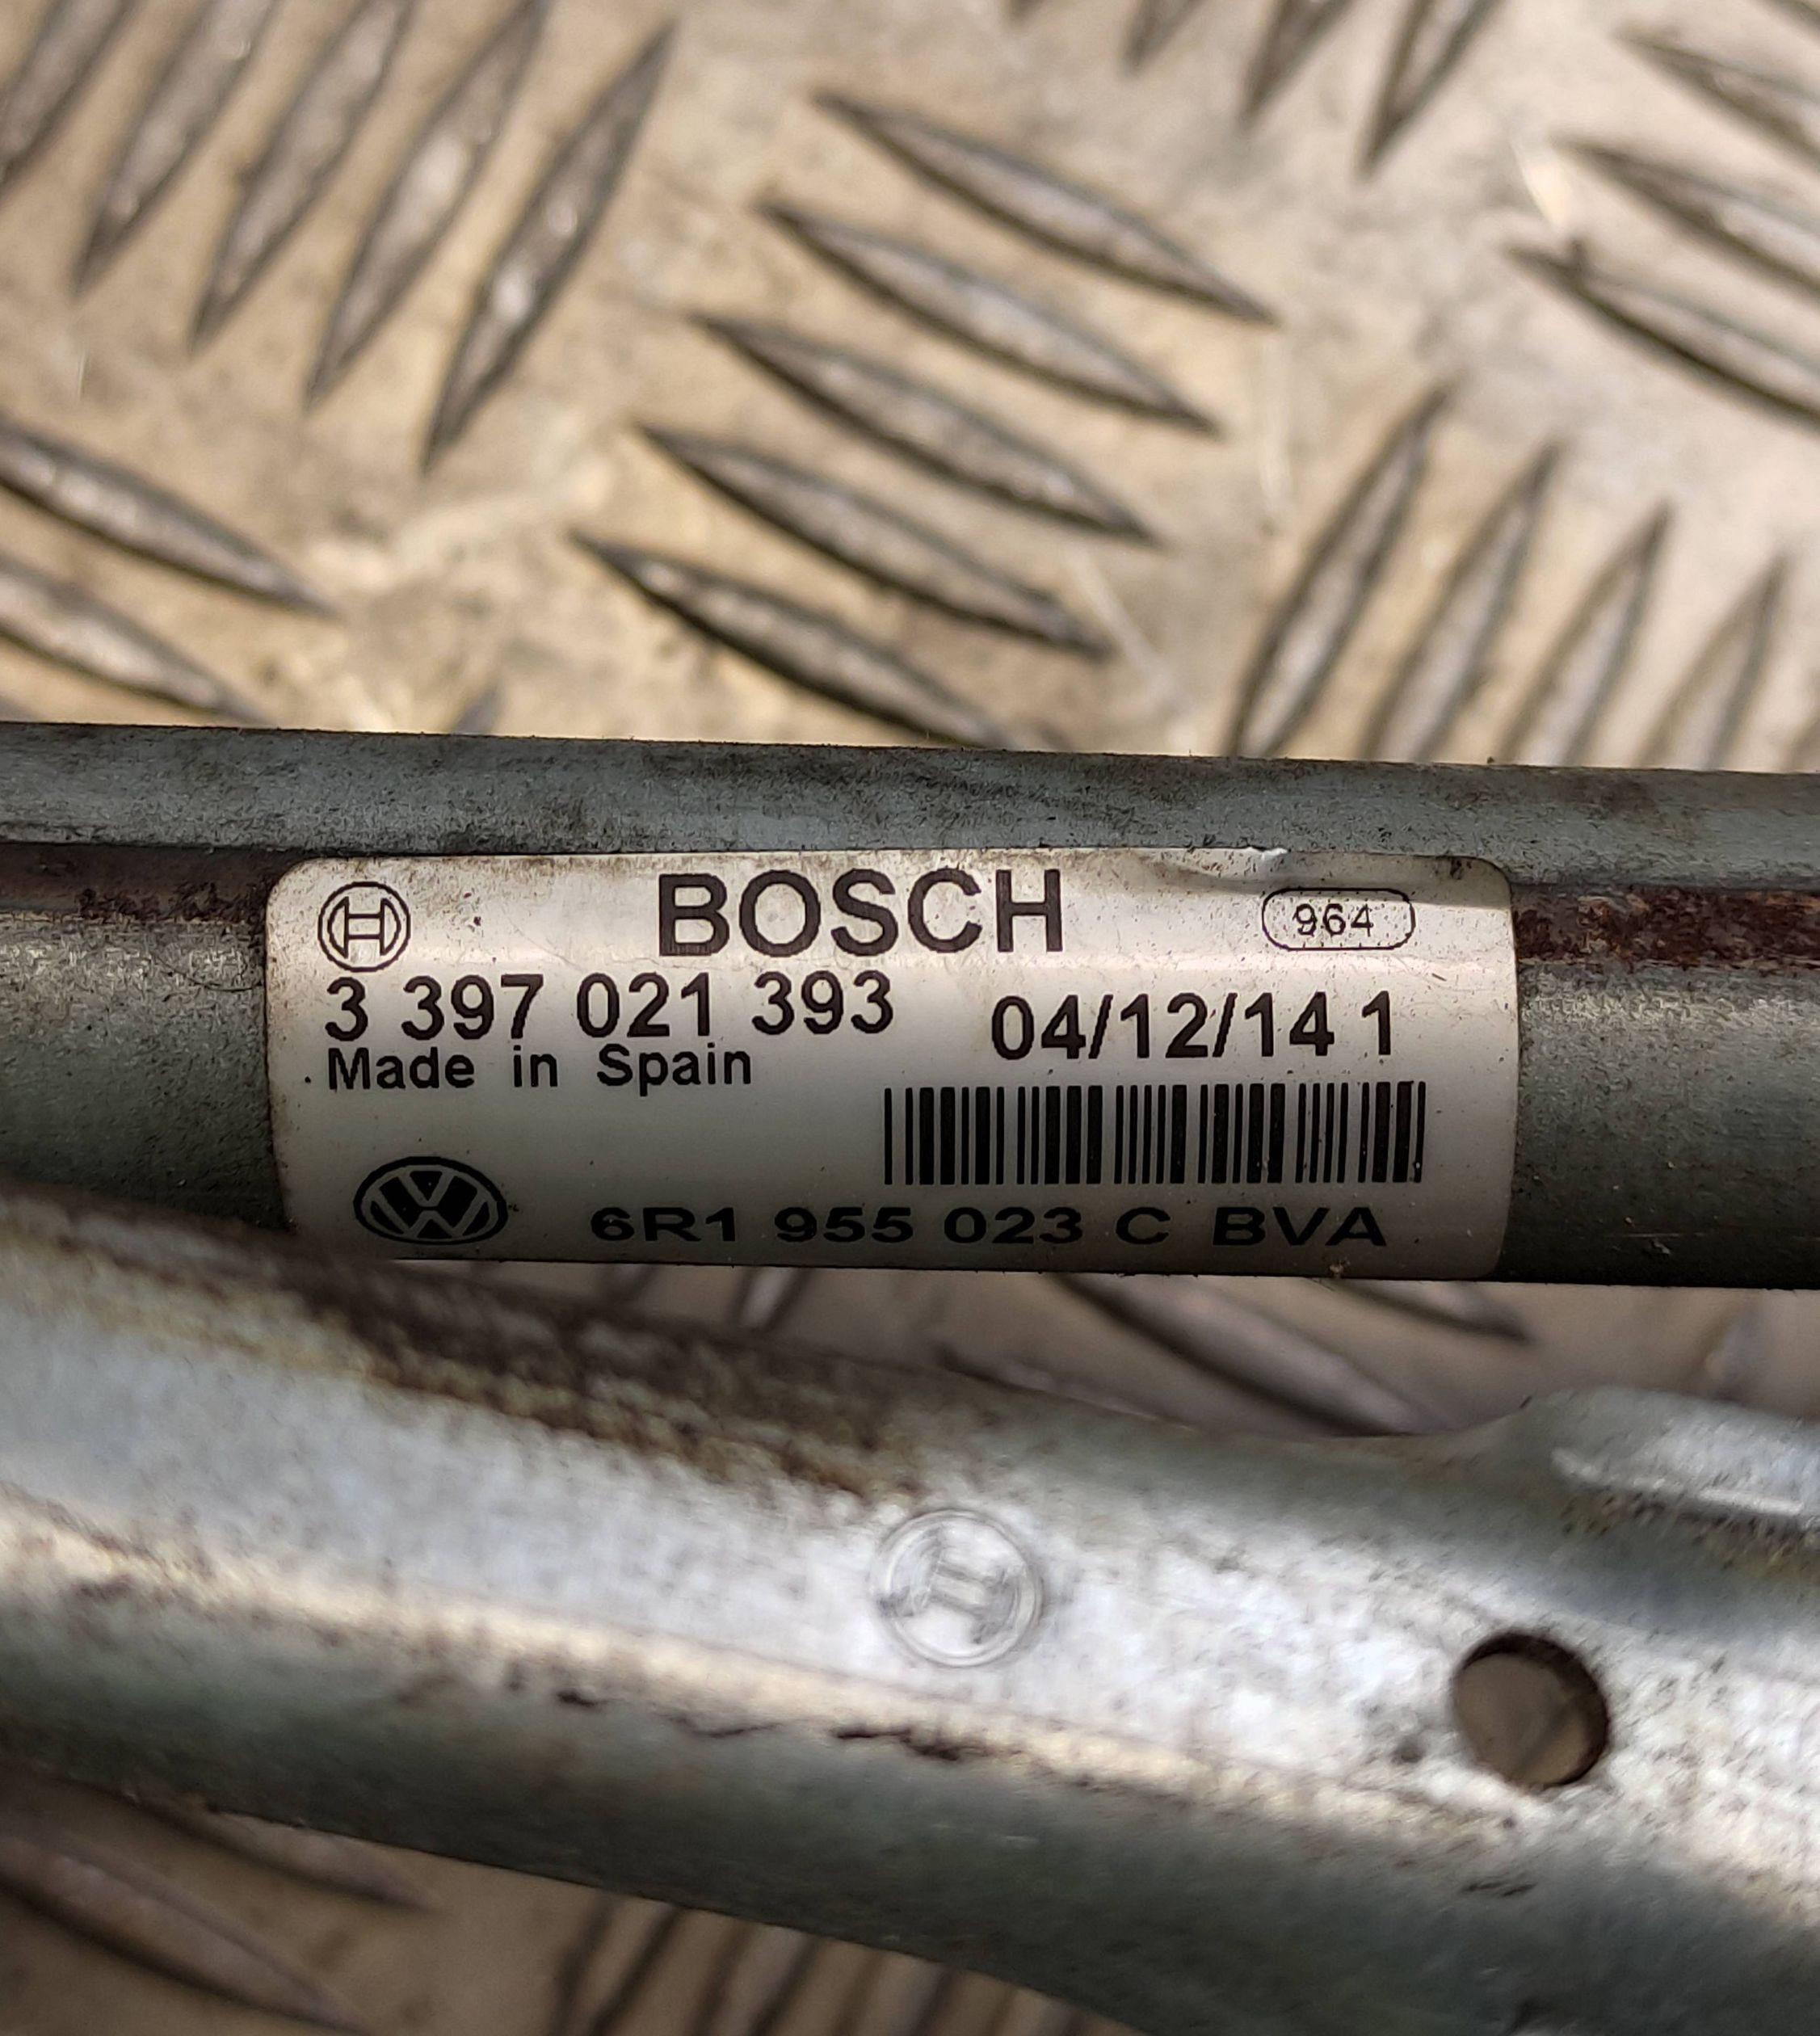 BOSCH 964
3 397 021 393 04/12/14 1
Made in Spain
6R1 955 023 C BVA